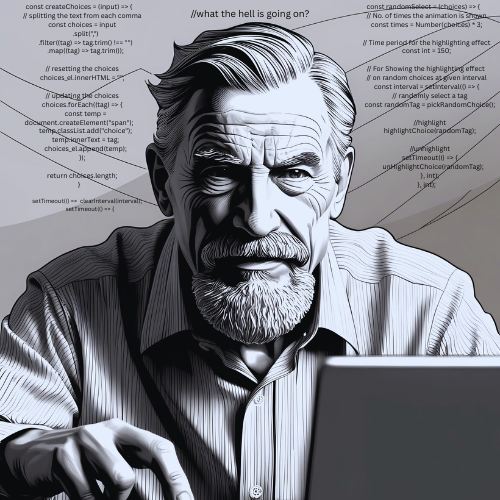 const createChoices = (input) => {
// splitting the text from each comma
const choices = input
.split(",")
.filter((tag) => tag.trim() !== "")
.map((tag) => tag.trim());
// resetting the choices
choices_el.innerHTML = "";
// updating the choices
choices.forEach((tag) => {
const temp =
document.createElement("span");
temp.classList.add("choice");
temp.innerText = tag;
choices_el.append(temp);
});
return choices.length;
}
setTimeout(() => clearInterval(interval);
setTimeout(() => {
//what the hell is going on?
const randomSelect = (choices) => {
// No. of times the animation is shown
const times = Number(choices) * 3;
// Time period for the highlighting effect
const int = 150;
// For Showing the highlighting effect
// on random choices at given interval
const interval = setInterval(() => {
// randomly select a tag
const randomTag = pickRandomChoice();
//highlight
highlightChoice(randomTag);
//unhighlight
setTimeout(() => {
unHighlightChoice(randomTag);
}, int);
}, int);